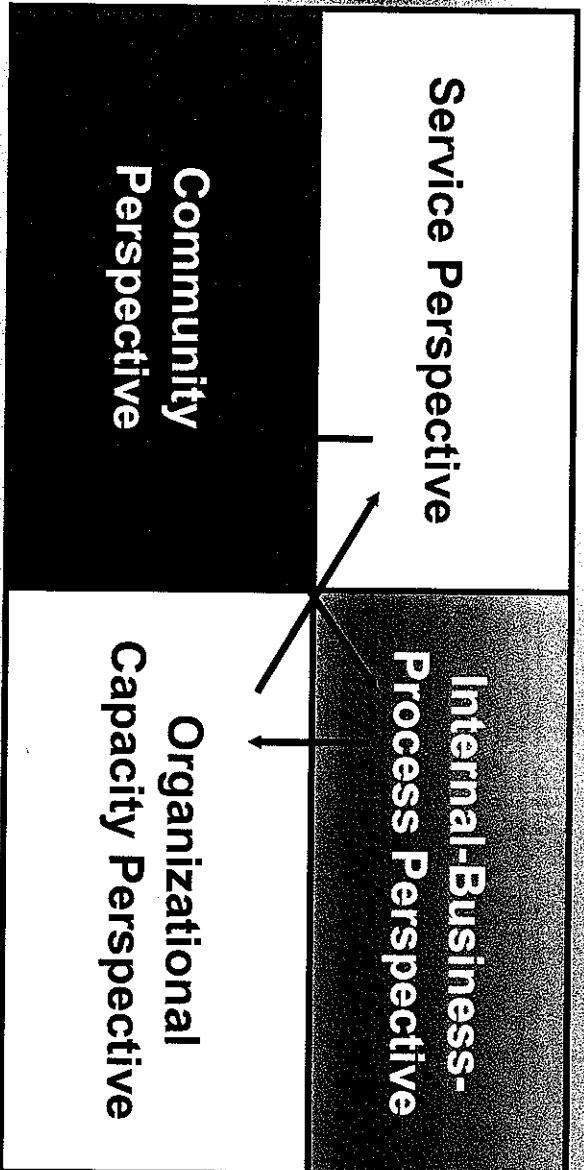 Service Perspective
Internal-Business-
Process Perspective
Community
Perspective
Organizational
Capacity Perspective